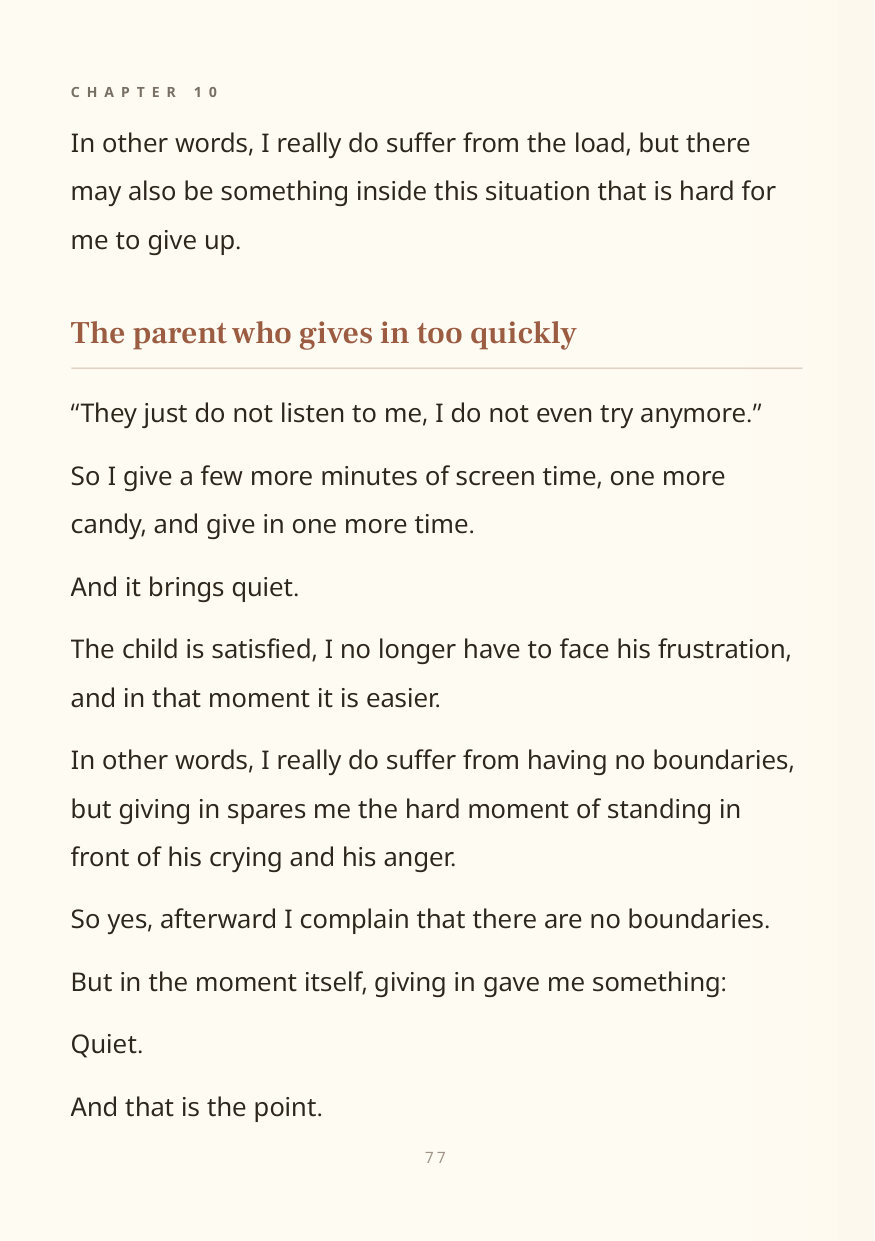 CHAPTER 10
In other words, I really do suffer from the load, but there
may also be something inside this situation that is hard for
me to give up.
The parent who gives in too quickly
“They just do not listen to me, I do not even try anymore.”
So I give a few more minutes of screen time, one more
candy, and give in one more time.
And it brings quiet.
The child is satisfied, I no longer have to face his frustration,
and in that moment it is easier.
In other words, I really do suffer from having no boundaries,
but giving in spares me the hard moment of standing in
front of his crying and his anger.
So yes, afterward I complain that there are no boundaries.
But in the moment itself, giving in gave me something:
Quiet.
And that is the point.
77